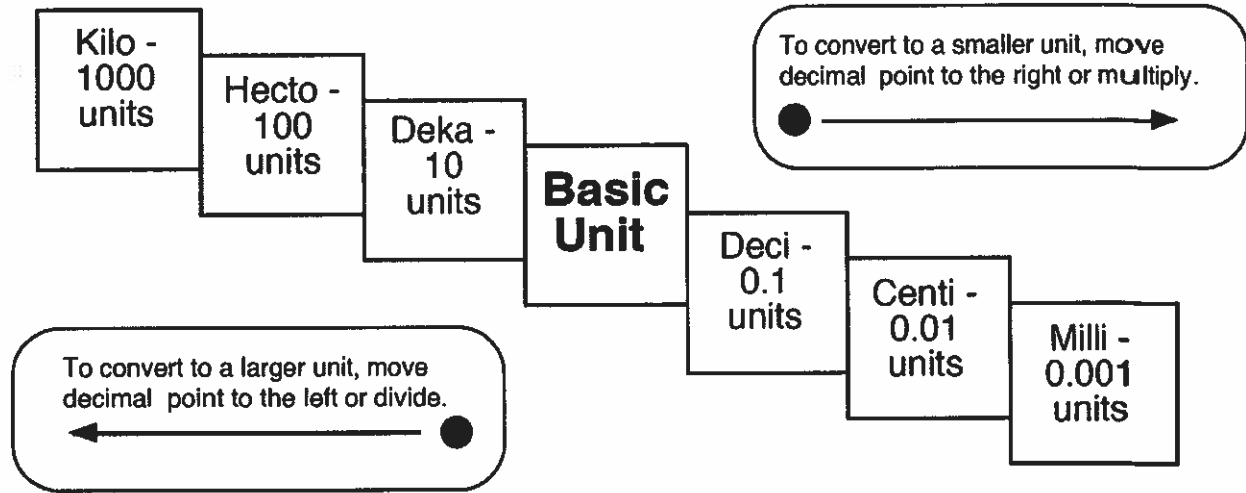 Kilo -
1000
units
Hecto -
100
units
Deka -
10
units
Basic
Unit
Deci -
0.1
units
Centi -
0.01
units
Milli -
0.001
units
To convert to a smaller unit, move
decimal point to the right or multiply.
To convert to a larger unit, move
decimal point to the left or divide.